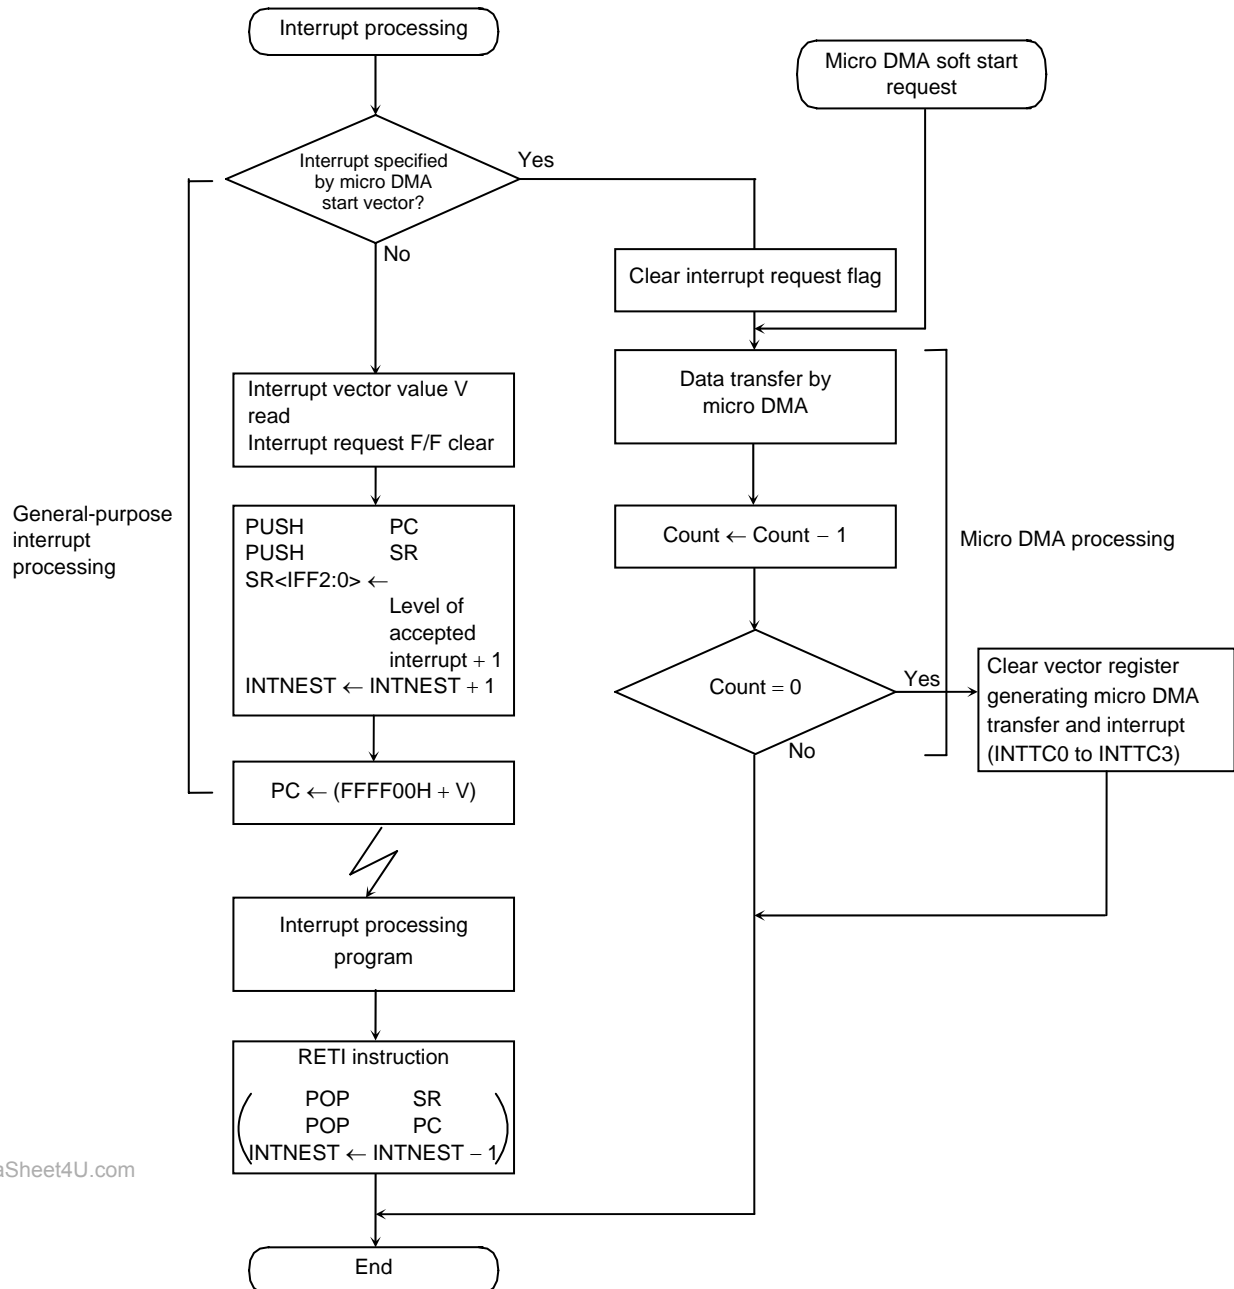 Interrupt processing
Micro DMA soft start
request
Interrupt specified
by micro DMA
start vector?
Yes
No
Clear interrupt request flag
Data transfer by
micro DMA
Interrupt vector value V
read
Interrupt request F/F clear
General-purpose
interrupt
processing
PUSH PC
PUSH SR
SR<IFF2:0> ←
Level of
accepted
interrupt + 1
INTNEST ← INTNEST + 1
Count ← Count − 1
Micro DMA processing
Count = 0
Yes
No
Clear vector register
generating micro DMA
transfer and interrupt
(INTTC0 to INTTC3)
PC ← (FFFF00H + V)
Interrupt processing
program
RETI instruction
POP SR
POP PC
INTNEST ← INTNEST − 1
aSheet4U.com
End